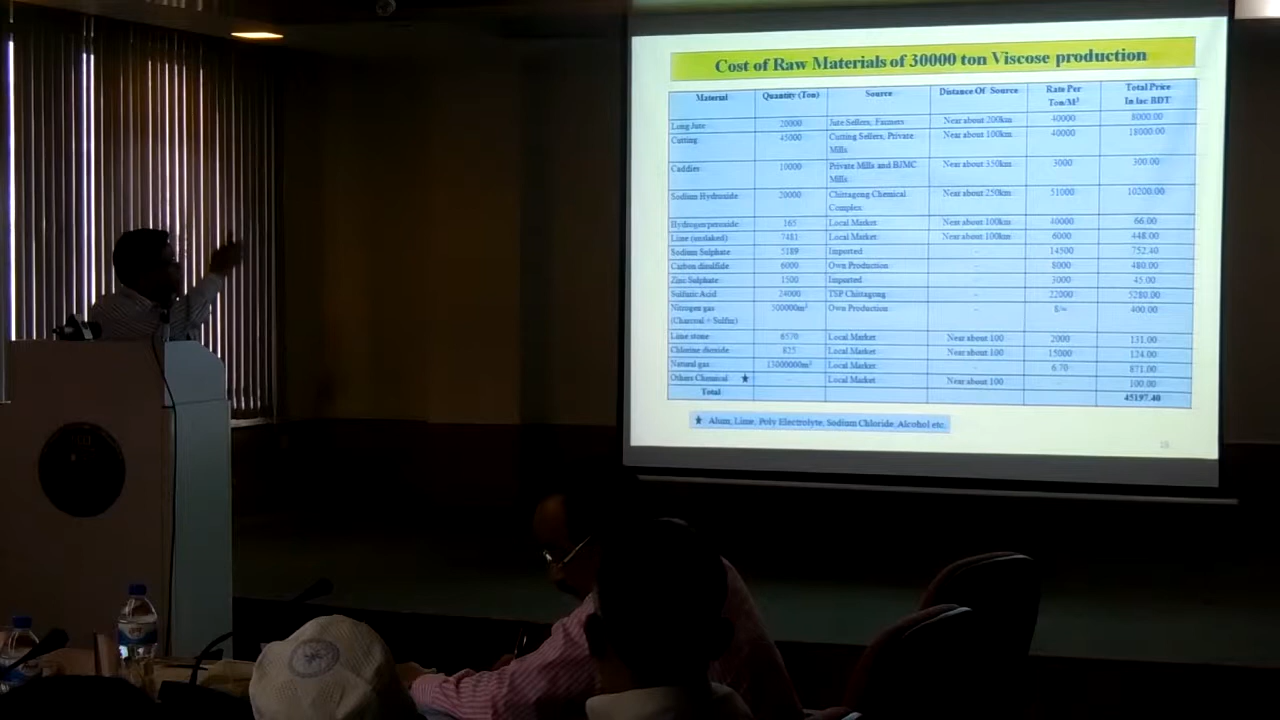 Cost of Raw Materials of 30000 ton Viscose production
Material Quantity (Ton) Source Distance Of Source Rate Per Ton/M³ Total Price In lac BDT
Long Jute 20000 Jute Sellers, Farmers Near about 200km 40000 8000.00
Cutting 45000 Cutting Sellers, Private Mills Near about 100km 40000 18000.00
Caddies 10000 Private Mills and BJMC Mills Near about 350km 3000 300.00
Sodium Hydroxide 20000 Chittagong Chemical Complex Near about 250km 51000 10200.00
Hydrogen peroxide 165 Local Market Near about 100km 40000 66.00
Lime (unslaked) 7481 Local Market Near about 100km 6000 448.00
Sodium Sulphate 5189 Imported - 14500 752.40
Carbon disulfide 6000 Own Production - 8000 480.00
Zinc Sulphate 1500 Imported - 3000 45.00
Sulfuric Acid 24000 TSP Chittagong - 22000 5280.00
Nitrogen gas (Charcoal + Sulfur) 500000m³ Own Production - 8/= 400.00
Lime stone 6570 Local Market Near about 100 2000 131.00
Chlorine dioxide 825 Local Market Near about 100 15000 124.00
Natural gas 13000000m³ Local Market - 6.70 871.00
Others Chemical ★ - Local Market Near about 100 - 100.00
Total 45197.40
★ Alum, Lime, Poly Electrolyte, Sodium Chloride, Alcohol etc.